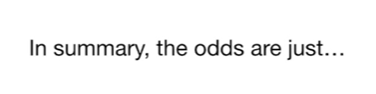 In summary, the odds are just…